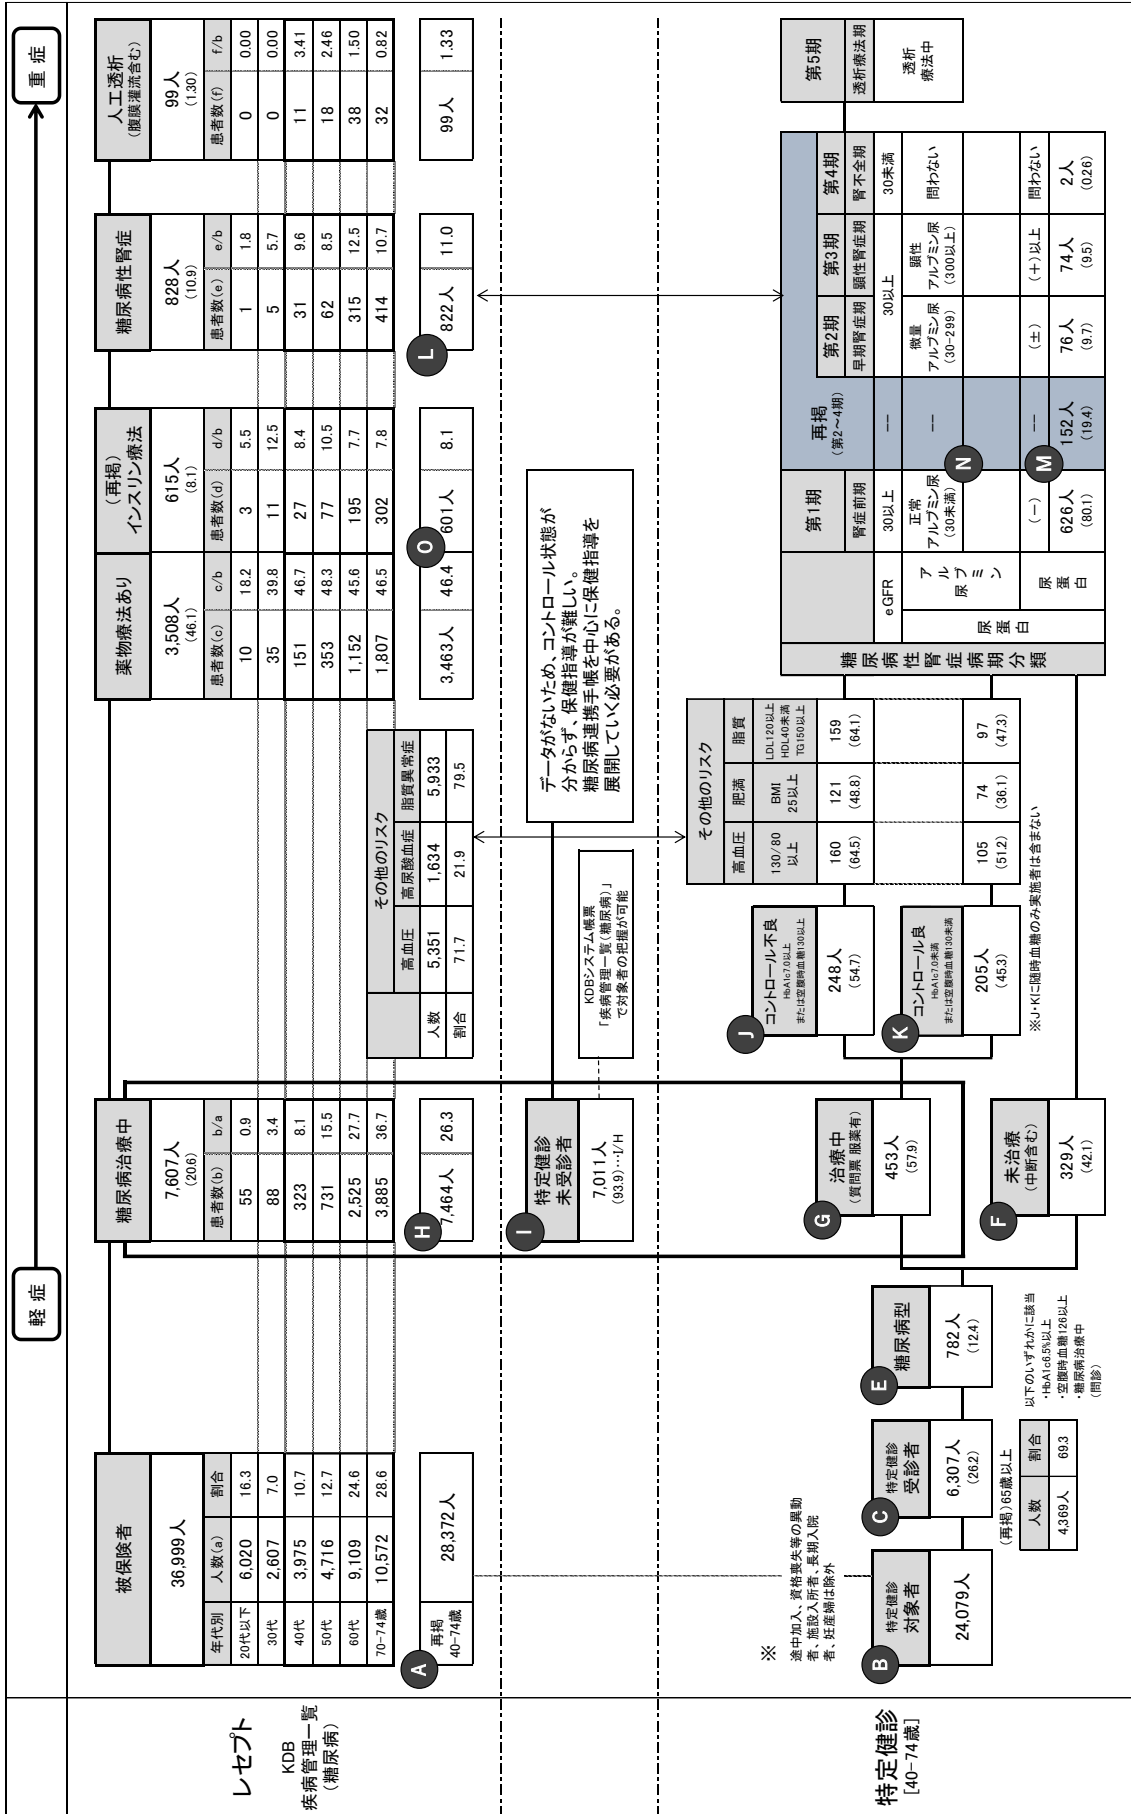 軽症
重症
レセプト
KDB
疾病管理一覧
(糖尿病)
被保険者
36,999人
年代別 人数(a) 割合
20代以下 6,020 16.3
30代 2,607 7.0
40代 3,975 10.7
50代 4,716 12.7
60代 9,109 24.6
70-74歳 10,572 28.6
A
再掲
40-74歳
28,372人
糖尿病治療中
7,607人
(20.6)
患者数(b) b/a
55 0.9
88 3.4
323 8.1
731 15.5
2,525 27.7
3,885 36.7
H
7,464人 26.3
その他のリスク
高血圧 高尿酸血症 脂質異常症
人数 5,351 1,634 5,933
割合 71.7 21.9 79.5
薬物療法あり
3,508人
(46.1)
患者数(c) c/b
10 18.2
35 39.8
151 46.7
353 48.3
1,152 45.6
1,807 46.5
3,463人 46.4
(再掲)
インスリン療法
615人
(8.1)
患者数(d) d/b
3 5.5
11 12.5
27 8.4
77 10.5
195 7.7
302 7.8
O
601人 8.1
糖尿病性腎症
828人
(10.9)
患者数(e) e/b
1 1.8
5 5.7
31 9.6
62 8.5
315 12.5
414 10.7
L
822人 11.0
人工透析
(腹膜灌流含む)
99人
(1.30)
患者数(f) f/b
0 0.00
0 0.00
11 3.41
18 2.46
38 1.50
32 0.82
99人 1.33
I
特定健診
未受診者
7,011人
(93.9)…I/H
KDBシステム帳票
「疾病管理一覧(糖尿病)」
で対象者の把握が可能
データがないため、コントロール状態が
分からず、保健指導が難しい。
糖尿病連携手帳を中心に保健指導を
展開していく必要がある。
特定健診
[40-74歳]
※
途中加入、資格喪失等の異動
者、施設入所者、長期入院
者、妊産婦は除外
B
特定健診
対象者
24,079人
C
特定健診
受診者
6,307人
(26.2)
(再掲)65歳以上
人数 割合
4,369人 69.3
E
糖尿病型
782人
(12.4)
以下のいずれかに該当
・HbA1c6.5%以上
・空腹時血糖126以上
・糖尿病治療中
(問診)
G
治療中
(質問票 服薬有)
453人
(57.9)
F
未治療
(中断含む)
329人
(42.1)
J
コントロール不良
HbA1c7.0以上
または空腹時血糖130以上
248人
(54.7)
K
コントロール良
HbA1c7.0未満
または空腹時血糖130未満
205人
(45.3)
※J・Kに随時血糖のみ実施者は含まない
その他のリスク
高血圧 肥満 脂質
130/80
以上
BMI
25以上
LDL120以上
HDL40未満
TG150以上
160
(64.5)
121
(48.8)
159
(64.1)
105
(51.2)
74
(36.1)
97
(47.3)
糖尿病性腎症病期分類
第1期
再掲
(第2～4期)
第2期 第3期 第4期 第5期
腎症前期 早期腎症期 顕性腎症期 腎不全期 透析療法期
eGFR 30以上 -- 30以上 30未満
透析
療法中
尿蛋白
アルブミン
尿
正常
アルブミン尿
(30未満)
--
微量
アルブミン尿
(30-299)
顕性
アルブミン尿
(300以上)
問わない
N
尿蛋白
(－) -- (±) (＋)以上 問わない
M
626人
(80.1)
152人
(19.4)
76人
(9.7)
74人
(9.5)
2人
(0.26)